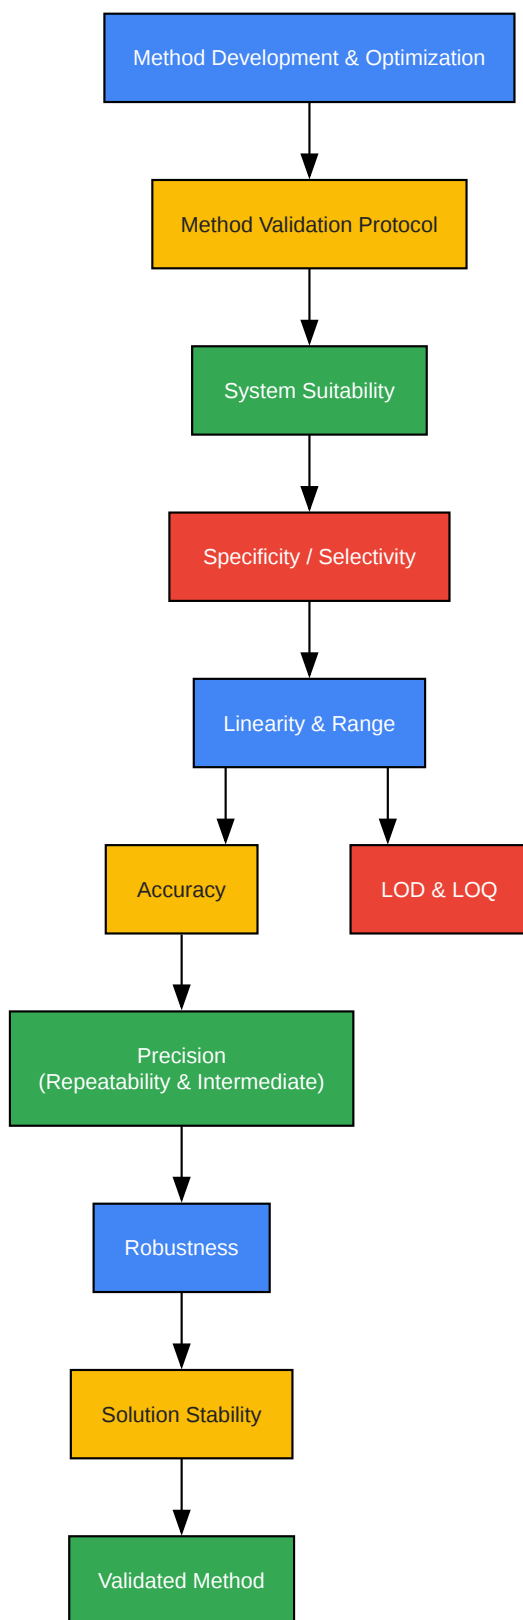 Method Development & Optimization
Method Validation Protocol
System Suitability
Specificity / Selectivity
Linearity & Range
Accuracy
LOD & LOQ
Precision
(Repeatability & Intermediate)
Robustness
Solution Stability
Validated Method